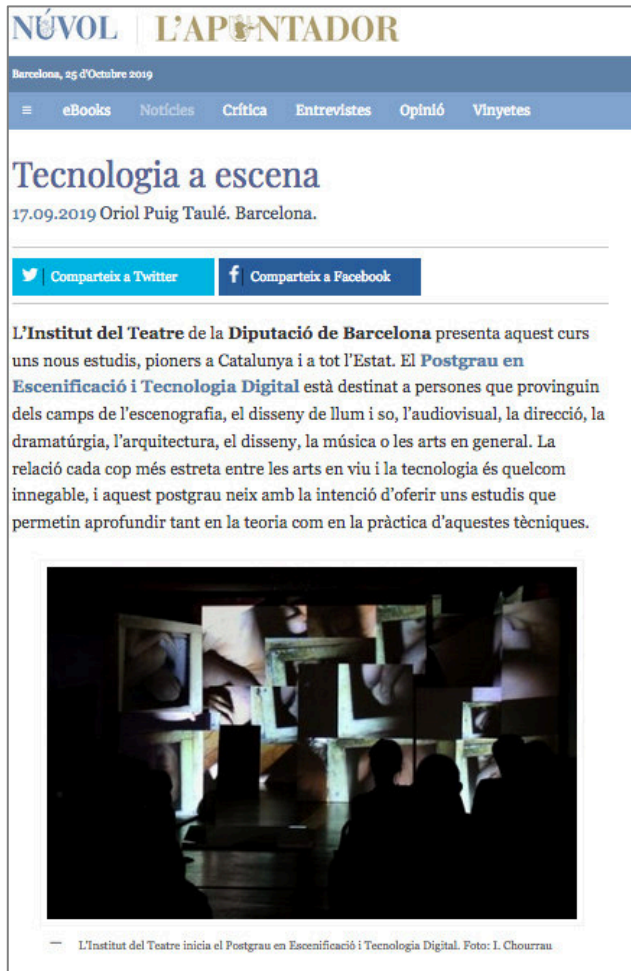 NÚVOL L'APUNTADOR
Barcelona, 25 d'Octubre 2019
≡ eBooks Notícies Crítica Entrevistes Opinió Vinyetes
Tecnologia a escena
17.09.2019 Oriol Puig Taulé. Barcelona.
Comparteix a Twitter Comparteix a Facebook
L'Institut del Teatre de la Diputació de Barcelona presenta aquest curs
uns nous estudis, pioners a Catalunya i a tot l'Estat. El Postgrau en
Escenificació i Tecnologia Digital està destinat a persones que provinguin
dels camps de l'escenografia, el disseny de llum i so, l'audiovisual, la direcció, la
dramatúrgia, l'arquitectura, el disseny, la música o les arts en general. La
relació cada cop més estreta entre les arts en viu i la tecnologia és quelcom
innegable, i aquest postgrau neix amb la intenció d'oferir uns estudis que
permetin aprofundir tant en la teoria com en la pràctica d'aquestes tècniques.
— L'Institut del Teatre inicia el Postgrau en Escenificació i Tecnologia Digital. Foto: I. Chourrau